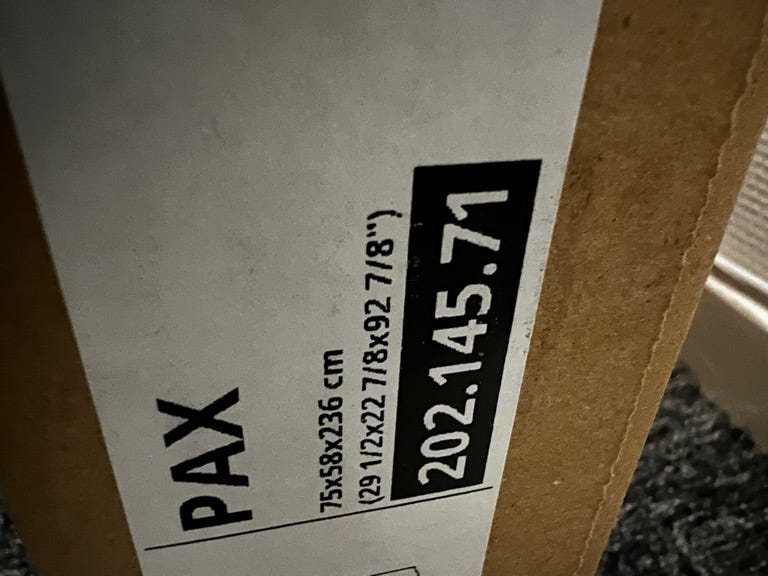 PAX
75x58x236 cm
(29 1/2x22 7/8x92 7/8")
202.145.71